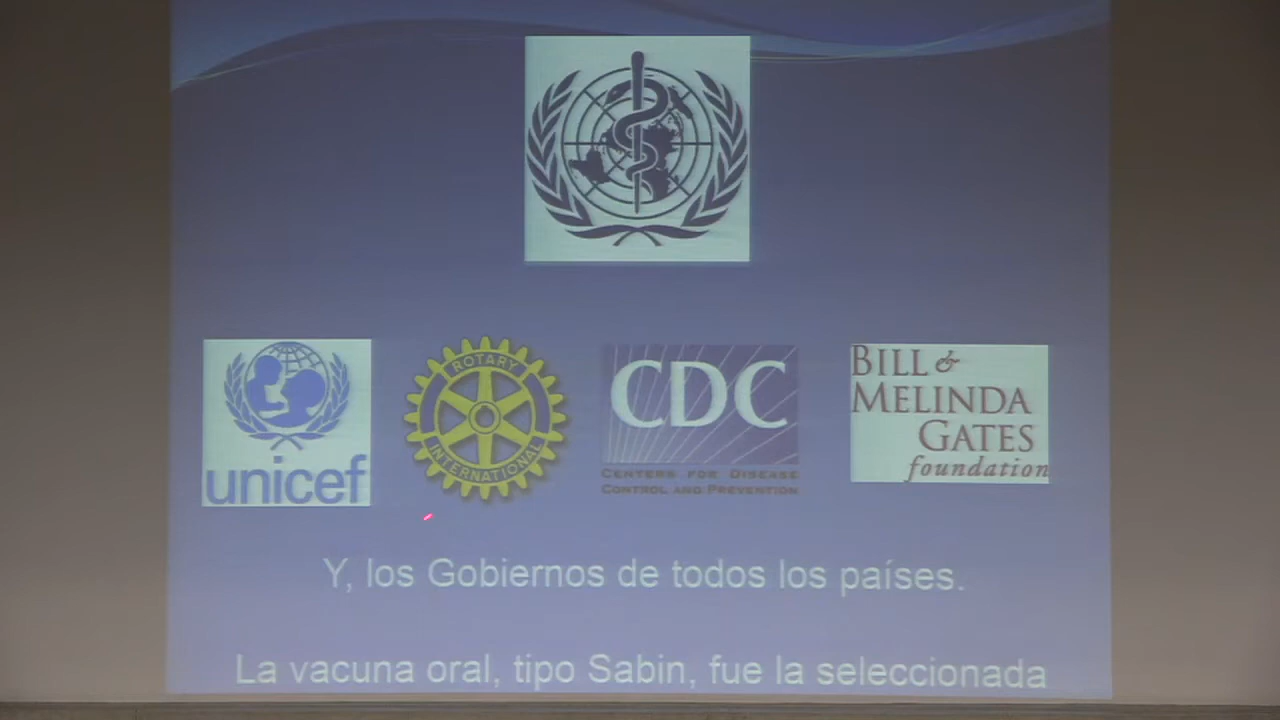 unicef
ROTARY
INTERNATIONAL
CDC
CENTERS FOR DISEASE
CONTROL AND PREVENTION
BILL &
MELINDA
GATES
foundation
Y, los Gobiernos de todos los países.
La vacuna oral, tipo Sabin, fue la seleccionada